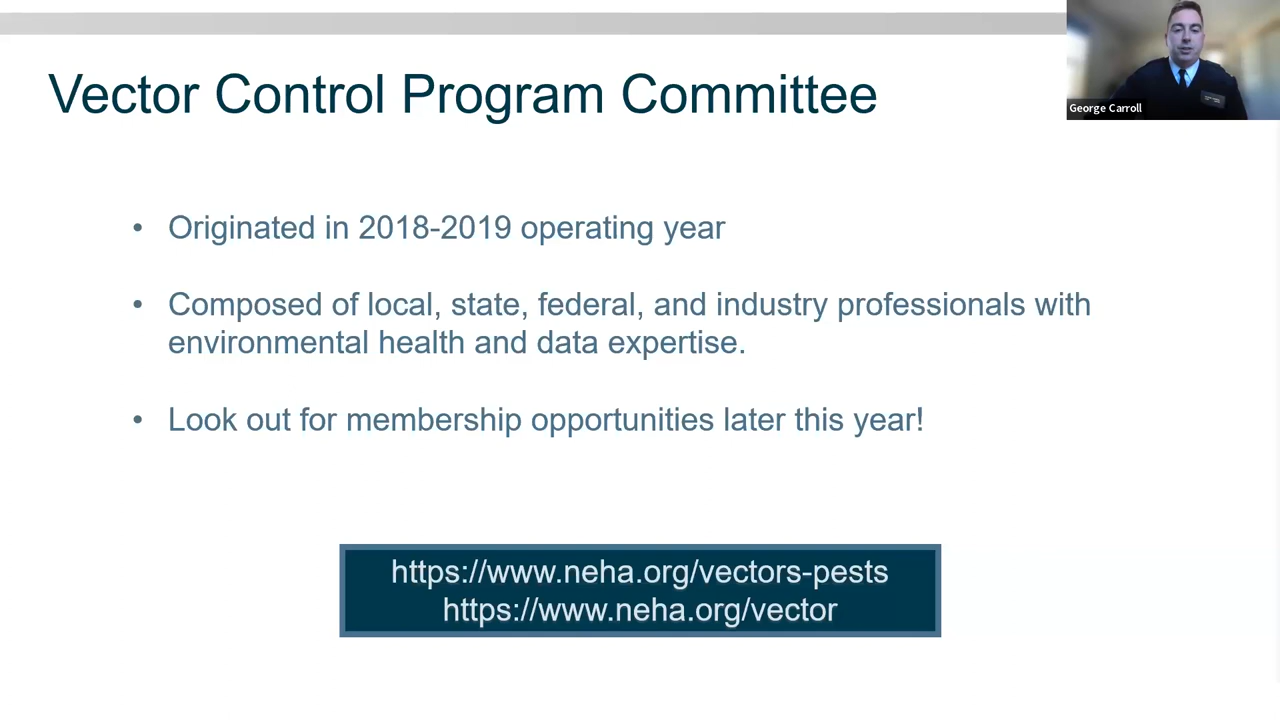 Vector Control Program Committee
George Carroll
• Originated in 2018-2019 operating year
• Composed of local, state, federal, and industry professionals with
environmental health and data expertise.
• Look out for membership opportunities later this year!
https://www.neha.org/vectors-pests
https://www.neha.org/vector